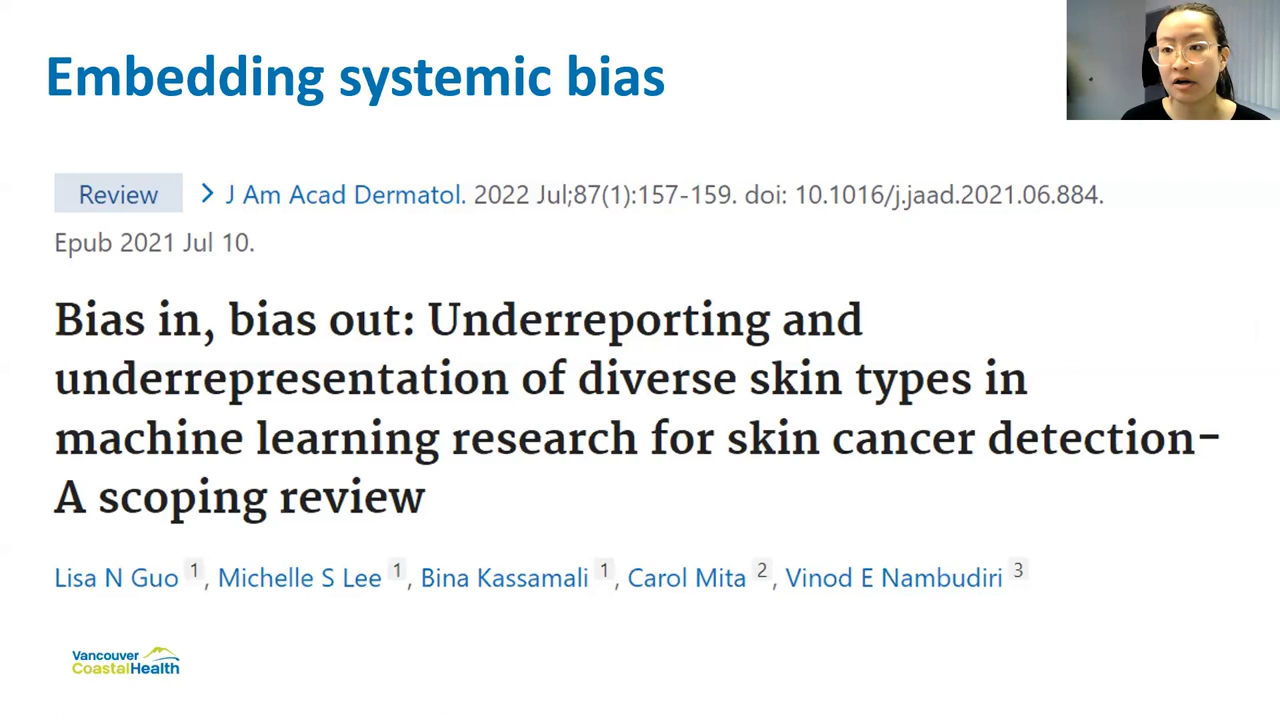 Embedding systemic bias
Review > J Am Acad Dermatol. 2022 Jul;87(1):157-159. doi: 10.1016/j.jaad.2021.06.884.
Epub 2021 Jul 10.
Bias in, bias out: Underreporting and
underrepresentation of diverse skin types in
machine learning research for skin cancer detection-
A scoping review
Lisa N Guo 1, Michelle S Lee 1, Bina Kassamali 1, Carol Mita 2, Vinod E Nambudiri 3
Vancouver
CoastalHealth